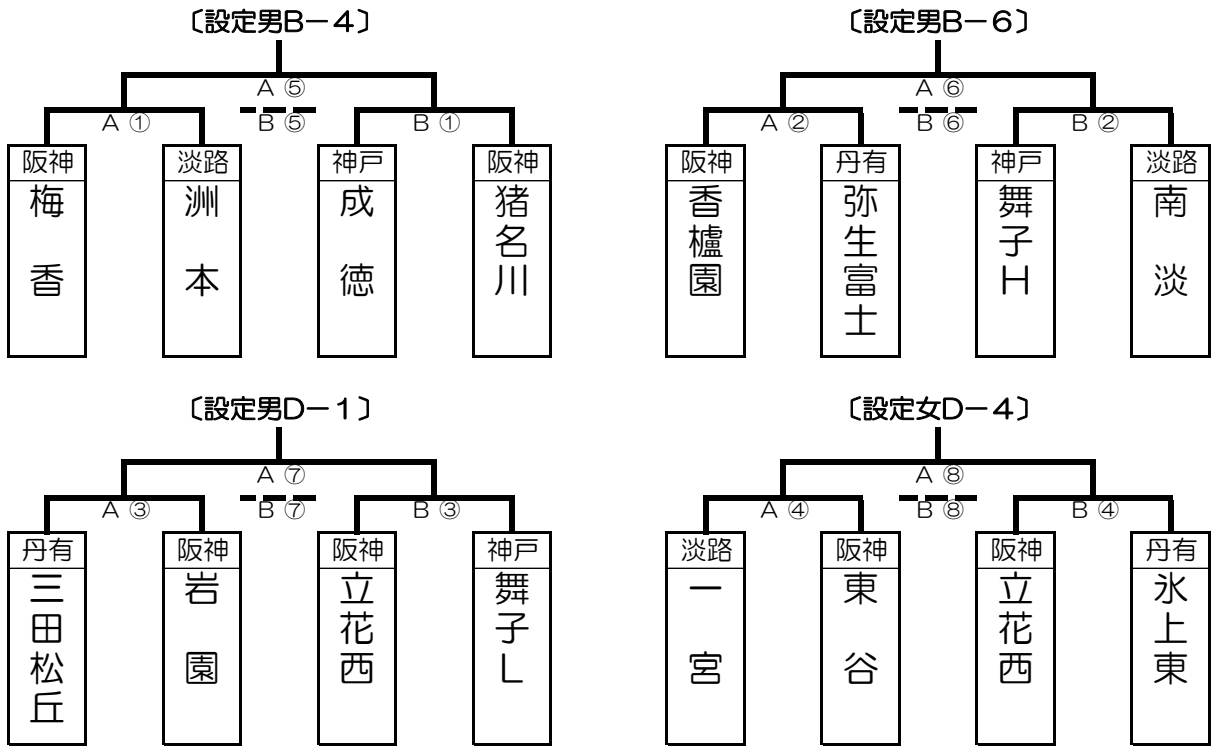 〔設定男B－4〕
A ⑤
A ①
B ⑤
B ①
阪神
淡路
神戸
阪神
梅香
洲本
成徳
猪名川
〔設定男B－6〕
A ⑥
A ②
B ⑥
B ②
阪神
丹有
神戸
淡路
香櫨園
弥生富士
舞子H
南淡
〔設定男D－1〕
A ⑦
A ③
B ⑦
B ③
丹有
阪神
阪神
神戸
三田松丘
岩園
立花西
舞子L
〔設定女D－4〕
A ⑧
A ④
B ⑧
B ④
淡路
阪神
阪神
丹有
一宮
東谷
立花西
氷上東